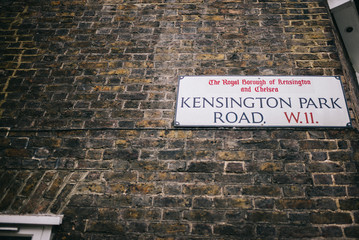 The Royal Borough of Kensington
and Chelsea
KENSINGTON PARK
ROAD. W.11.